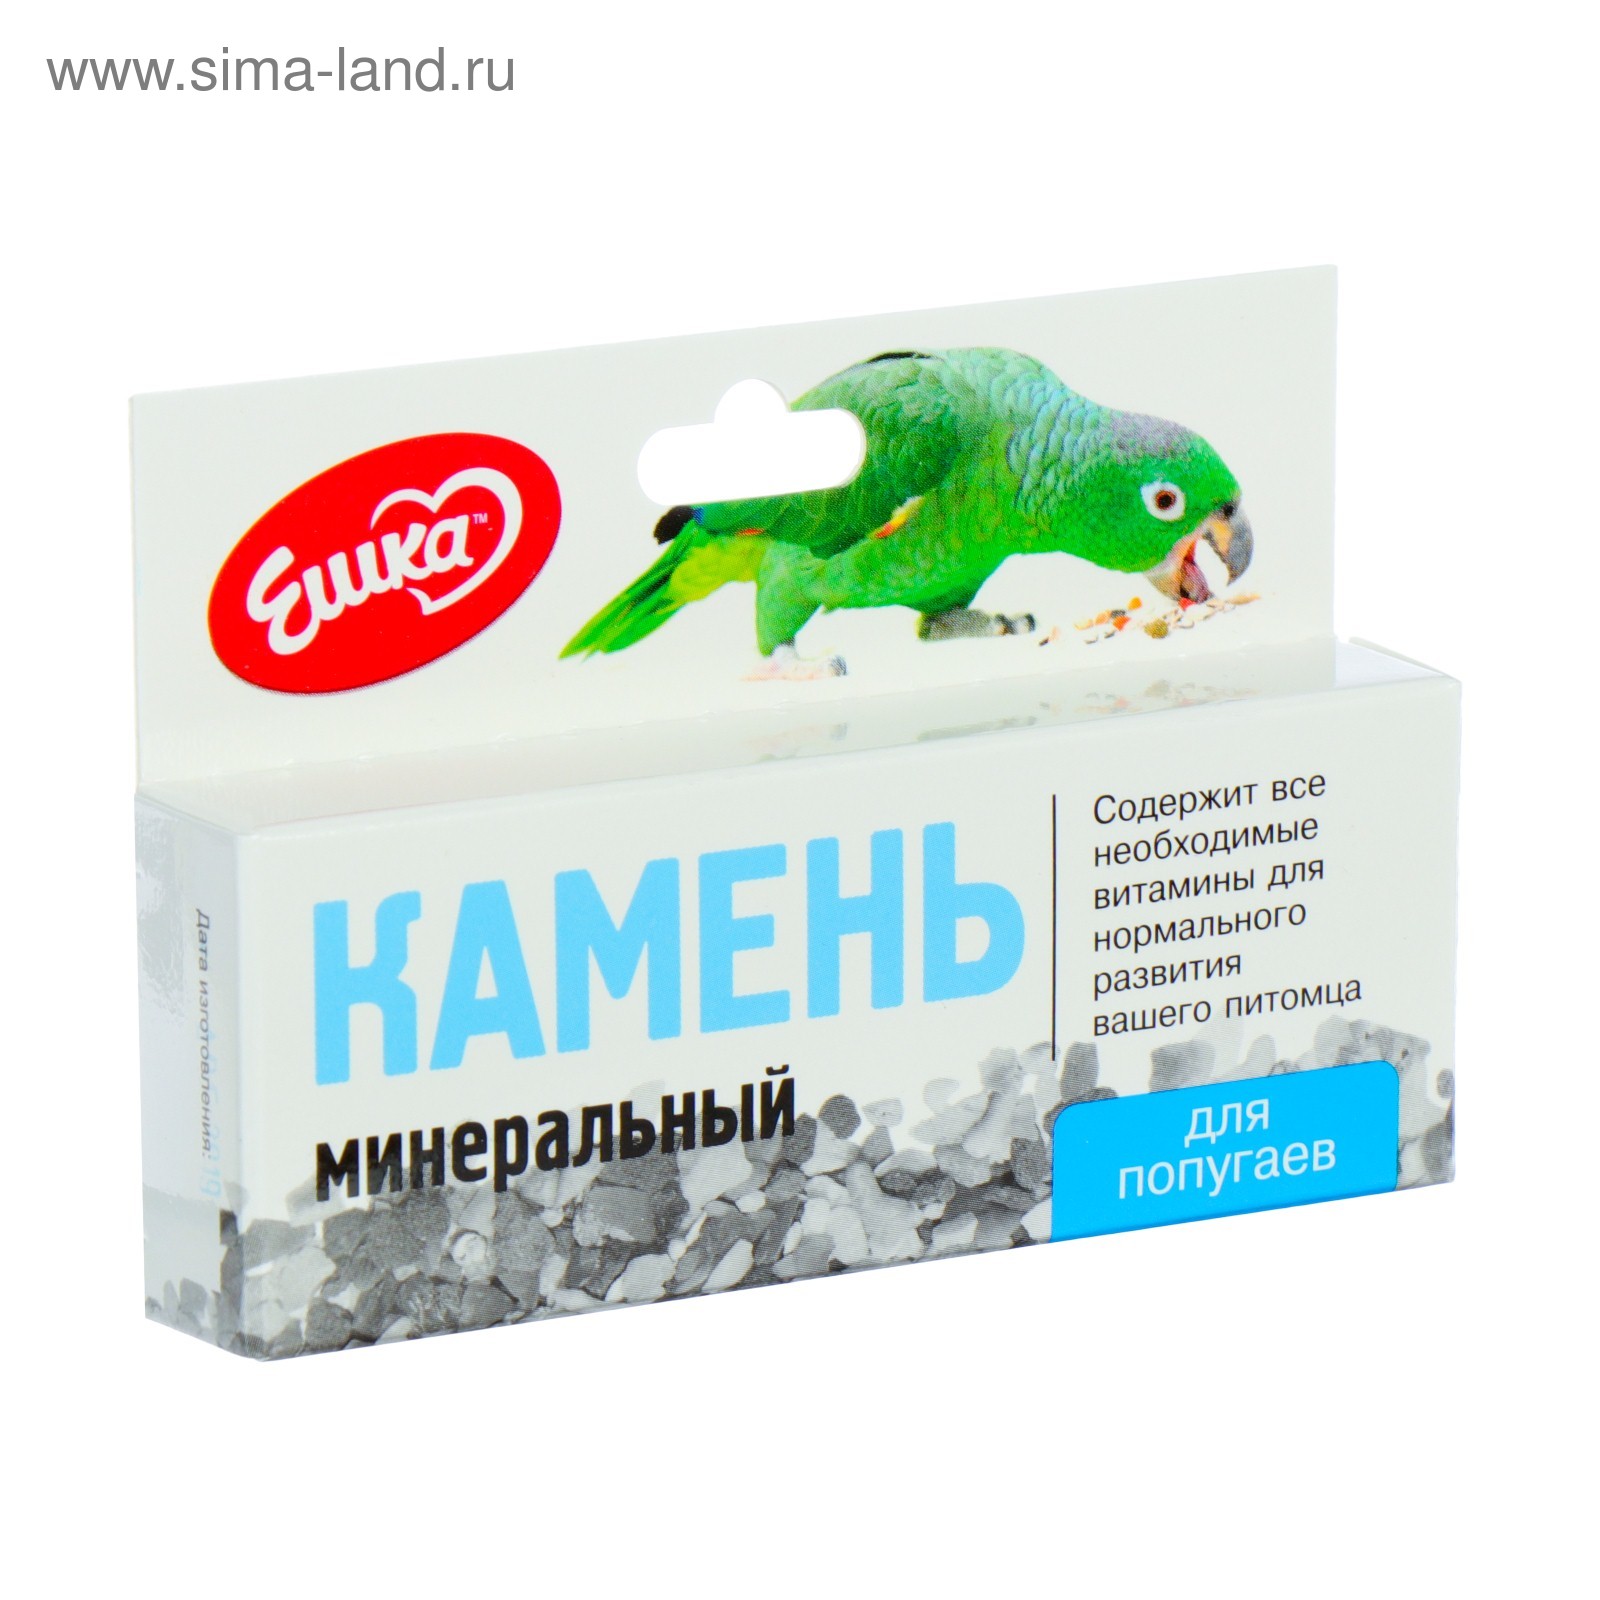 www.sima-land.ru
Ешка™
КАМЕНЬ
минеральный
Содержит все
необходимые
витамины для
нормального
развития
вашего питомца
для
попугаев
Дата изготовления: